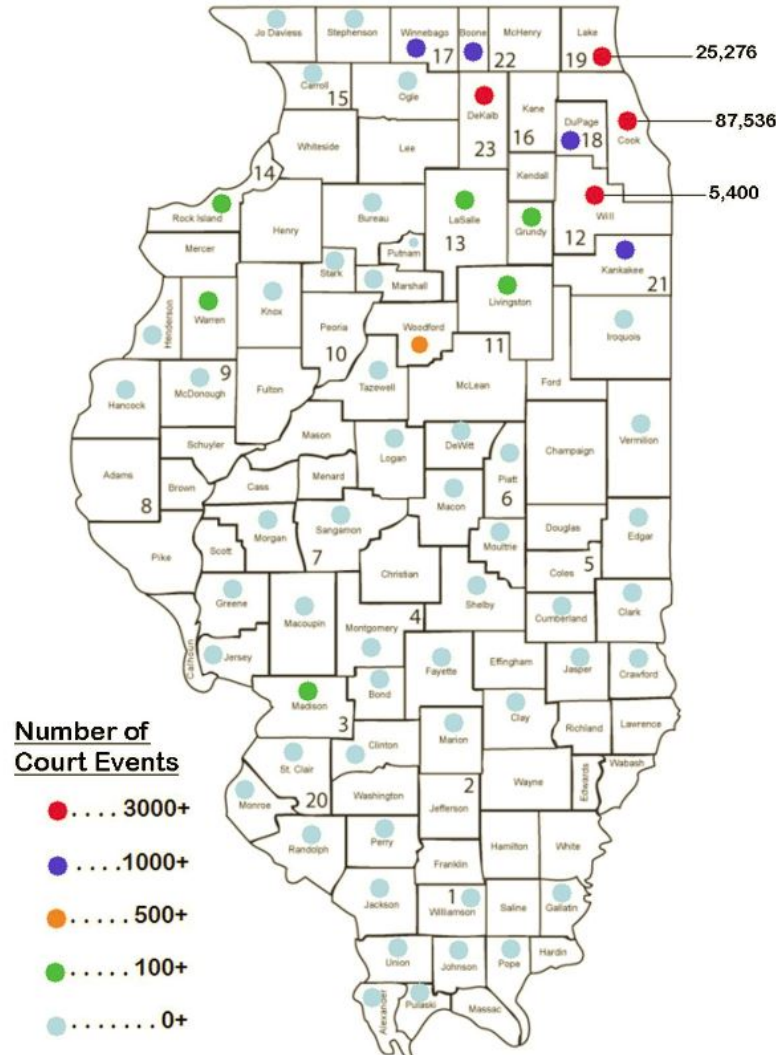 Jo Daviess
Stephenson
Winnebago
17
Boone
McHenry
22
Lake
19
25,276
Carroll
15
Ogle
DeKalb
23
Kane
16
DuPage
18
Cook
87,536
Whiteside
Lee
Kendall
14
Rock Island
Henry
Bureau
LaSalle
13
Grundy
Will
12
5,400
Mercer
Putnam
Kankakee
21
Stark
Marshall
Henderson
Warren
Knox
Peoria
10
Woodford
Livingston
11
Iroquois
Hancock
McDonough
9
Fulton
Tazewell
McLean
Ford
Schuyler
Mason
Logan
DeWitt
Piatt
6
Champaign
Vermilion
Adams
8
Brown
Cass
Menard
Macon
Pike
Scott
Morgan
Sangamon
7
Christian
Moultrie
Douglas
Coles
5
Edgar
Greene
Macoupin
Montgomery
4
Shelby
Cumberland
Clark
Calhoun
Jersey
Bond
Fayette
Effingham
Jasper
Crawford
Madison
3
Clinton
Marion
Clay
Richland
Lawrence
Number of
Court Events
St. Clair
20
Washington
Jefferson
2
Wayne
Edwards
Wabash
Monroe
Randolph
Perry
Franklin
Hamilton
White
Jackson
Williamson
1
Saline
Gallatin
Union
Johnson
Pope
Hardin
Alexander
Pulaski
Massac
. . . . 3000+
. . . . 1000+
. . . . . 500+
. . . . . 100+
. . . . . . . 0+